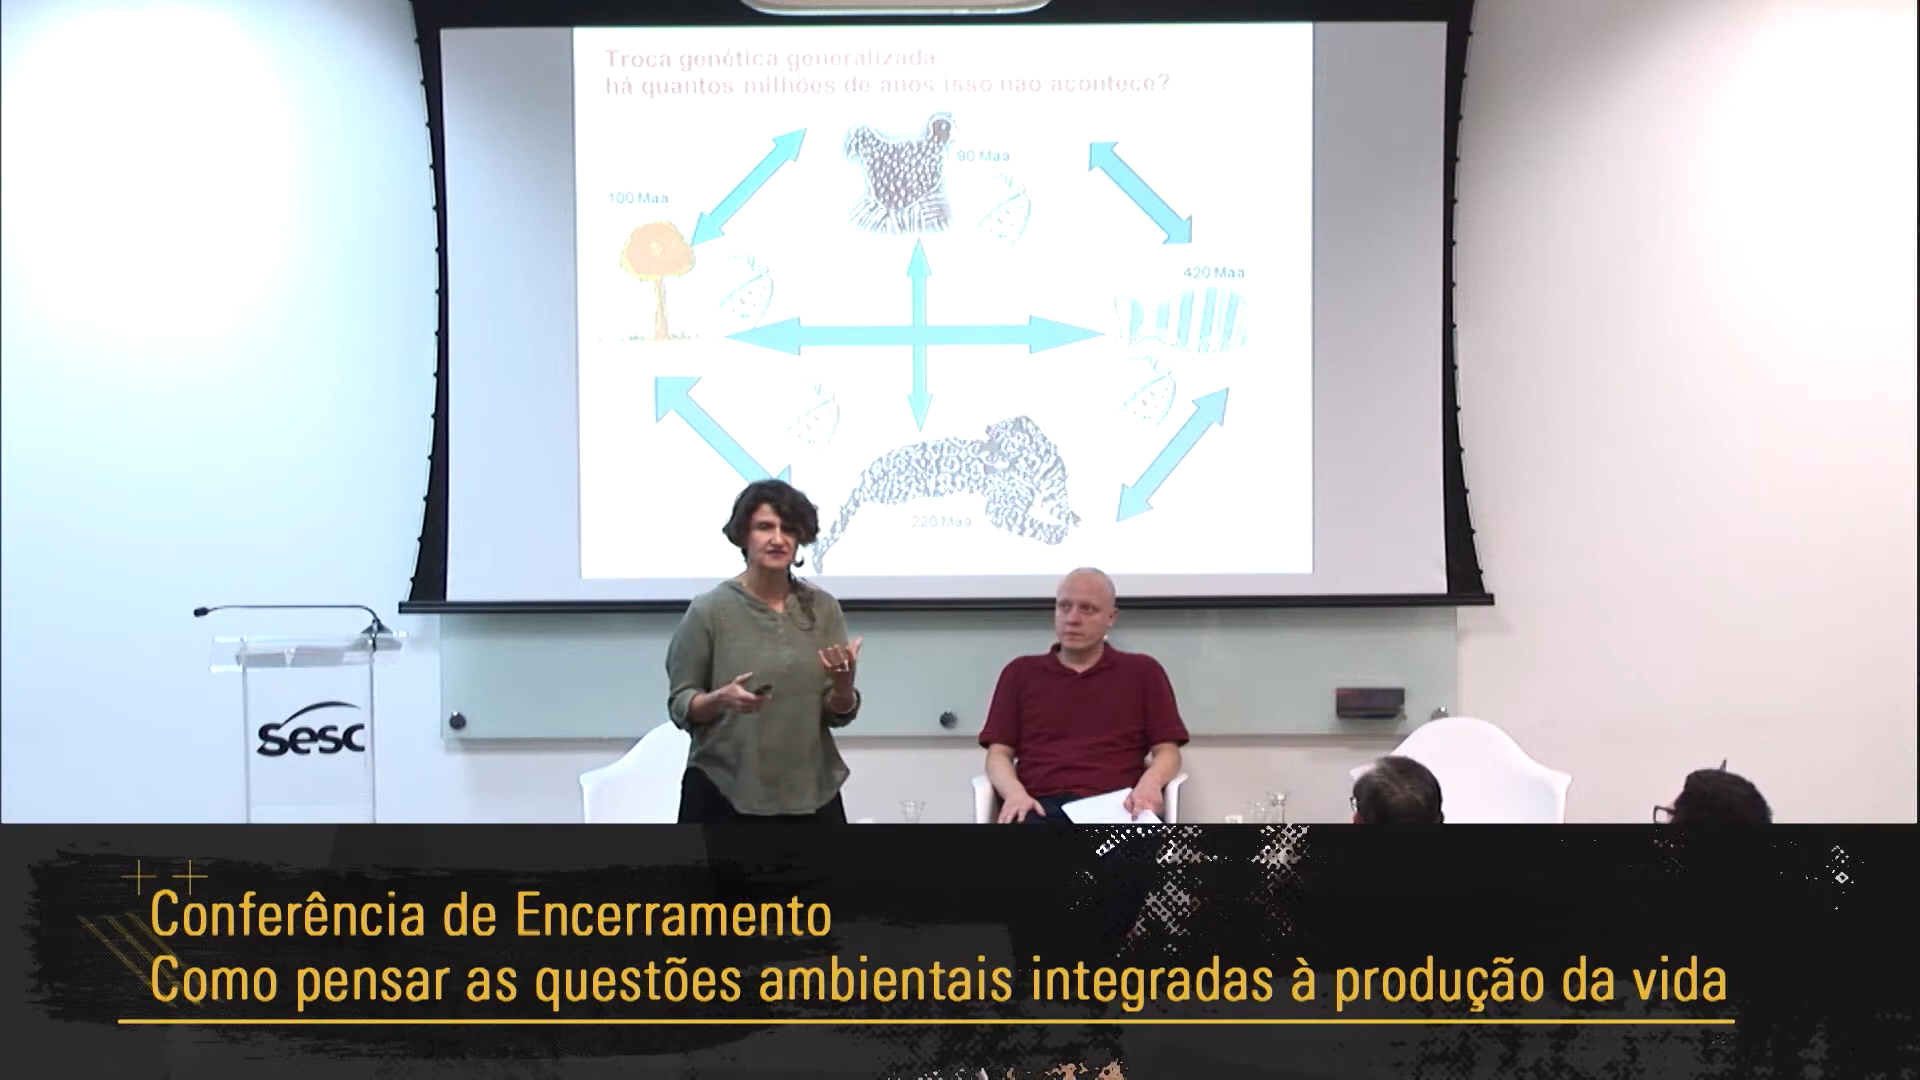 Troca genética generalizada:
há quantos milhões de anos isso não acontece?
90 Maa
100 Maa
420 Maa
220 Maa
sesc
Conferência de Encerramento
Como pensar as questões ambientais integradas à produção da vida